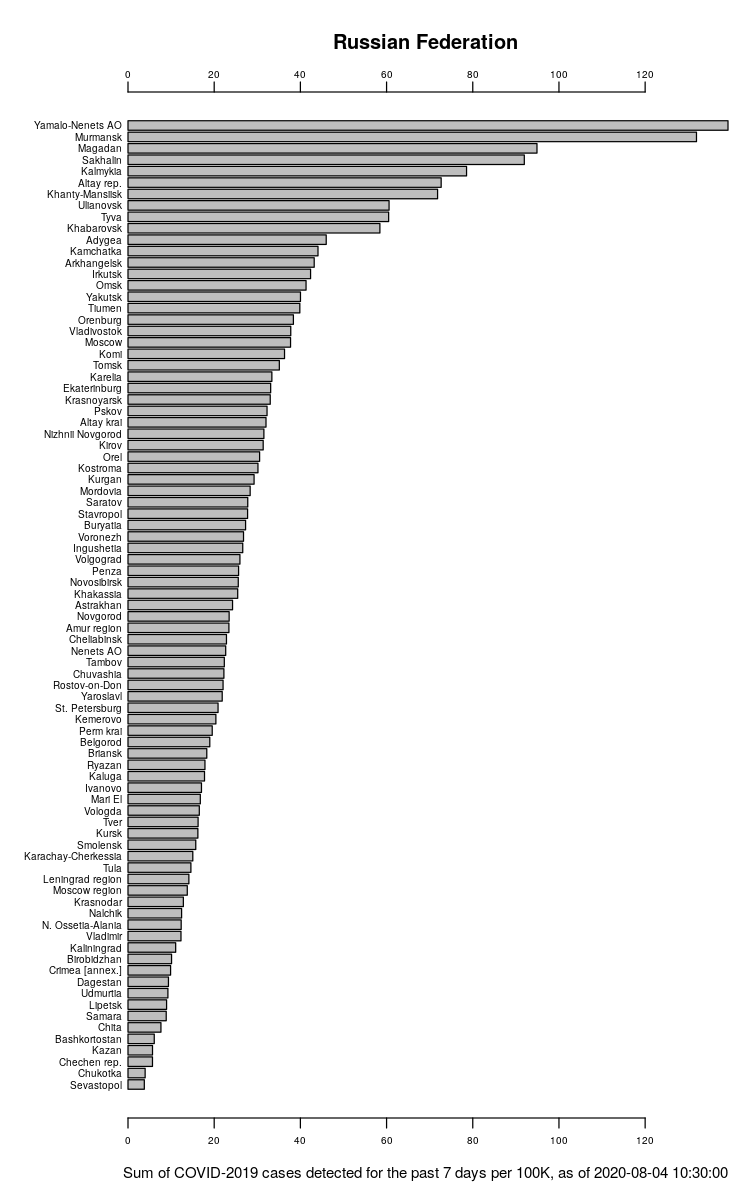 Russian Federation
0 20 40 60 80 100 120
Yamalo-Nenets AO
Murmansk
Magadan
Sakhalin
Kalmykia
Altay rep.
Khanty-Mansiisk
Ulianovsk
Tyva
Khabarovsk
Adygea
Kamchatka
Arkhangelsk
Irkutsk
Omsk
Yakutsk
Tiumen
Orenburg
Vladivostok
Moscow
Komi
Tomsk
Karelia
Ekaterinburg
Krasnoyarsk
Pskov
Altay krai
Nizhnii Novgorod
Kirov
Orel
Kostroma
Kurgan
Mordovia
Saratov
Stavropol
Buryatia
Voronezh
Ingushetia
Volgograd
Penza
Novosibirsk
Khakassia
Astrakhan
Novgorod
Amur region
Cheliabinsk
Nenets AO
Tambov
Chuvashia
Rostov-on-Don
Yaroslavl
St. Petersburg
Kemerovo
Perm krai
Belgorod
Briansk
Ryazan
Kaluga
Ivanovo
Mari El
Vologda
Tver
Kursk
Smolensk
Karachay-Cherkessia
Tula
Leningrad region
Moscow region
Krasnodar
Nalchik
N. Ossetia-Alania
Vladimir
Kaliningrad
Birobidzhan
Crimea [annex.]
Dagestan
Udmurtia
Lipetsk
Samara
Chita
Bashkortostan
Kazan
Chechen rep.
Chukotka
Sevastopol
0 20 40 60 80 100 120
Sum of COVID-2019 cases detected for the past 7 days per 100K, as of 2020-08-04 10:30:00